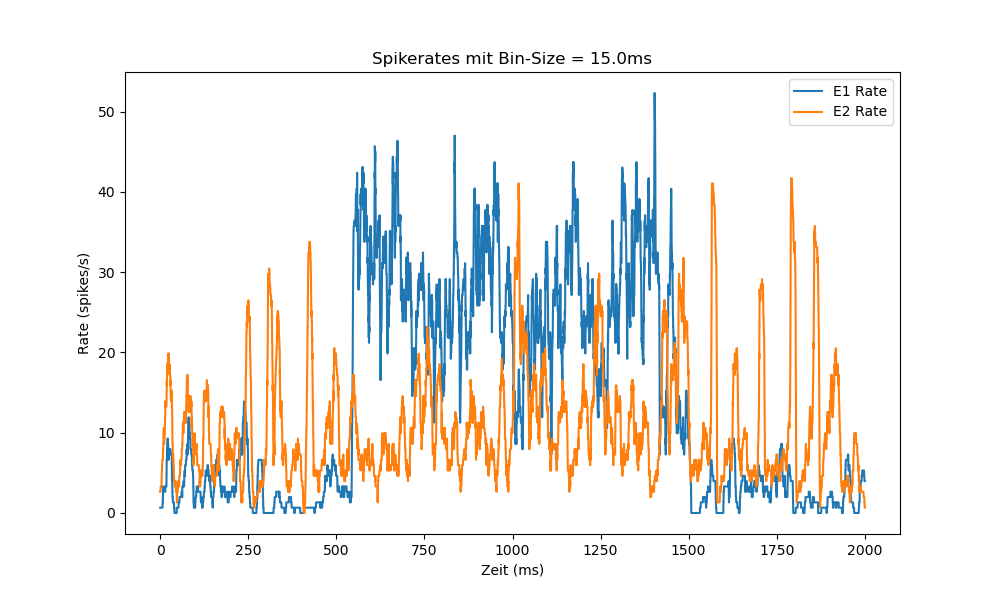 Spikerates mit Bin-Size = 15.0ms
E1 Rate
E2 Rate
50
40
30
20
10
0
Rate (spikes/s)
0 250 500 750 1000 1250 1500 1750 2000
Zeit (ms)